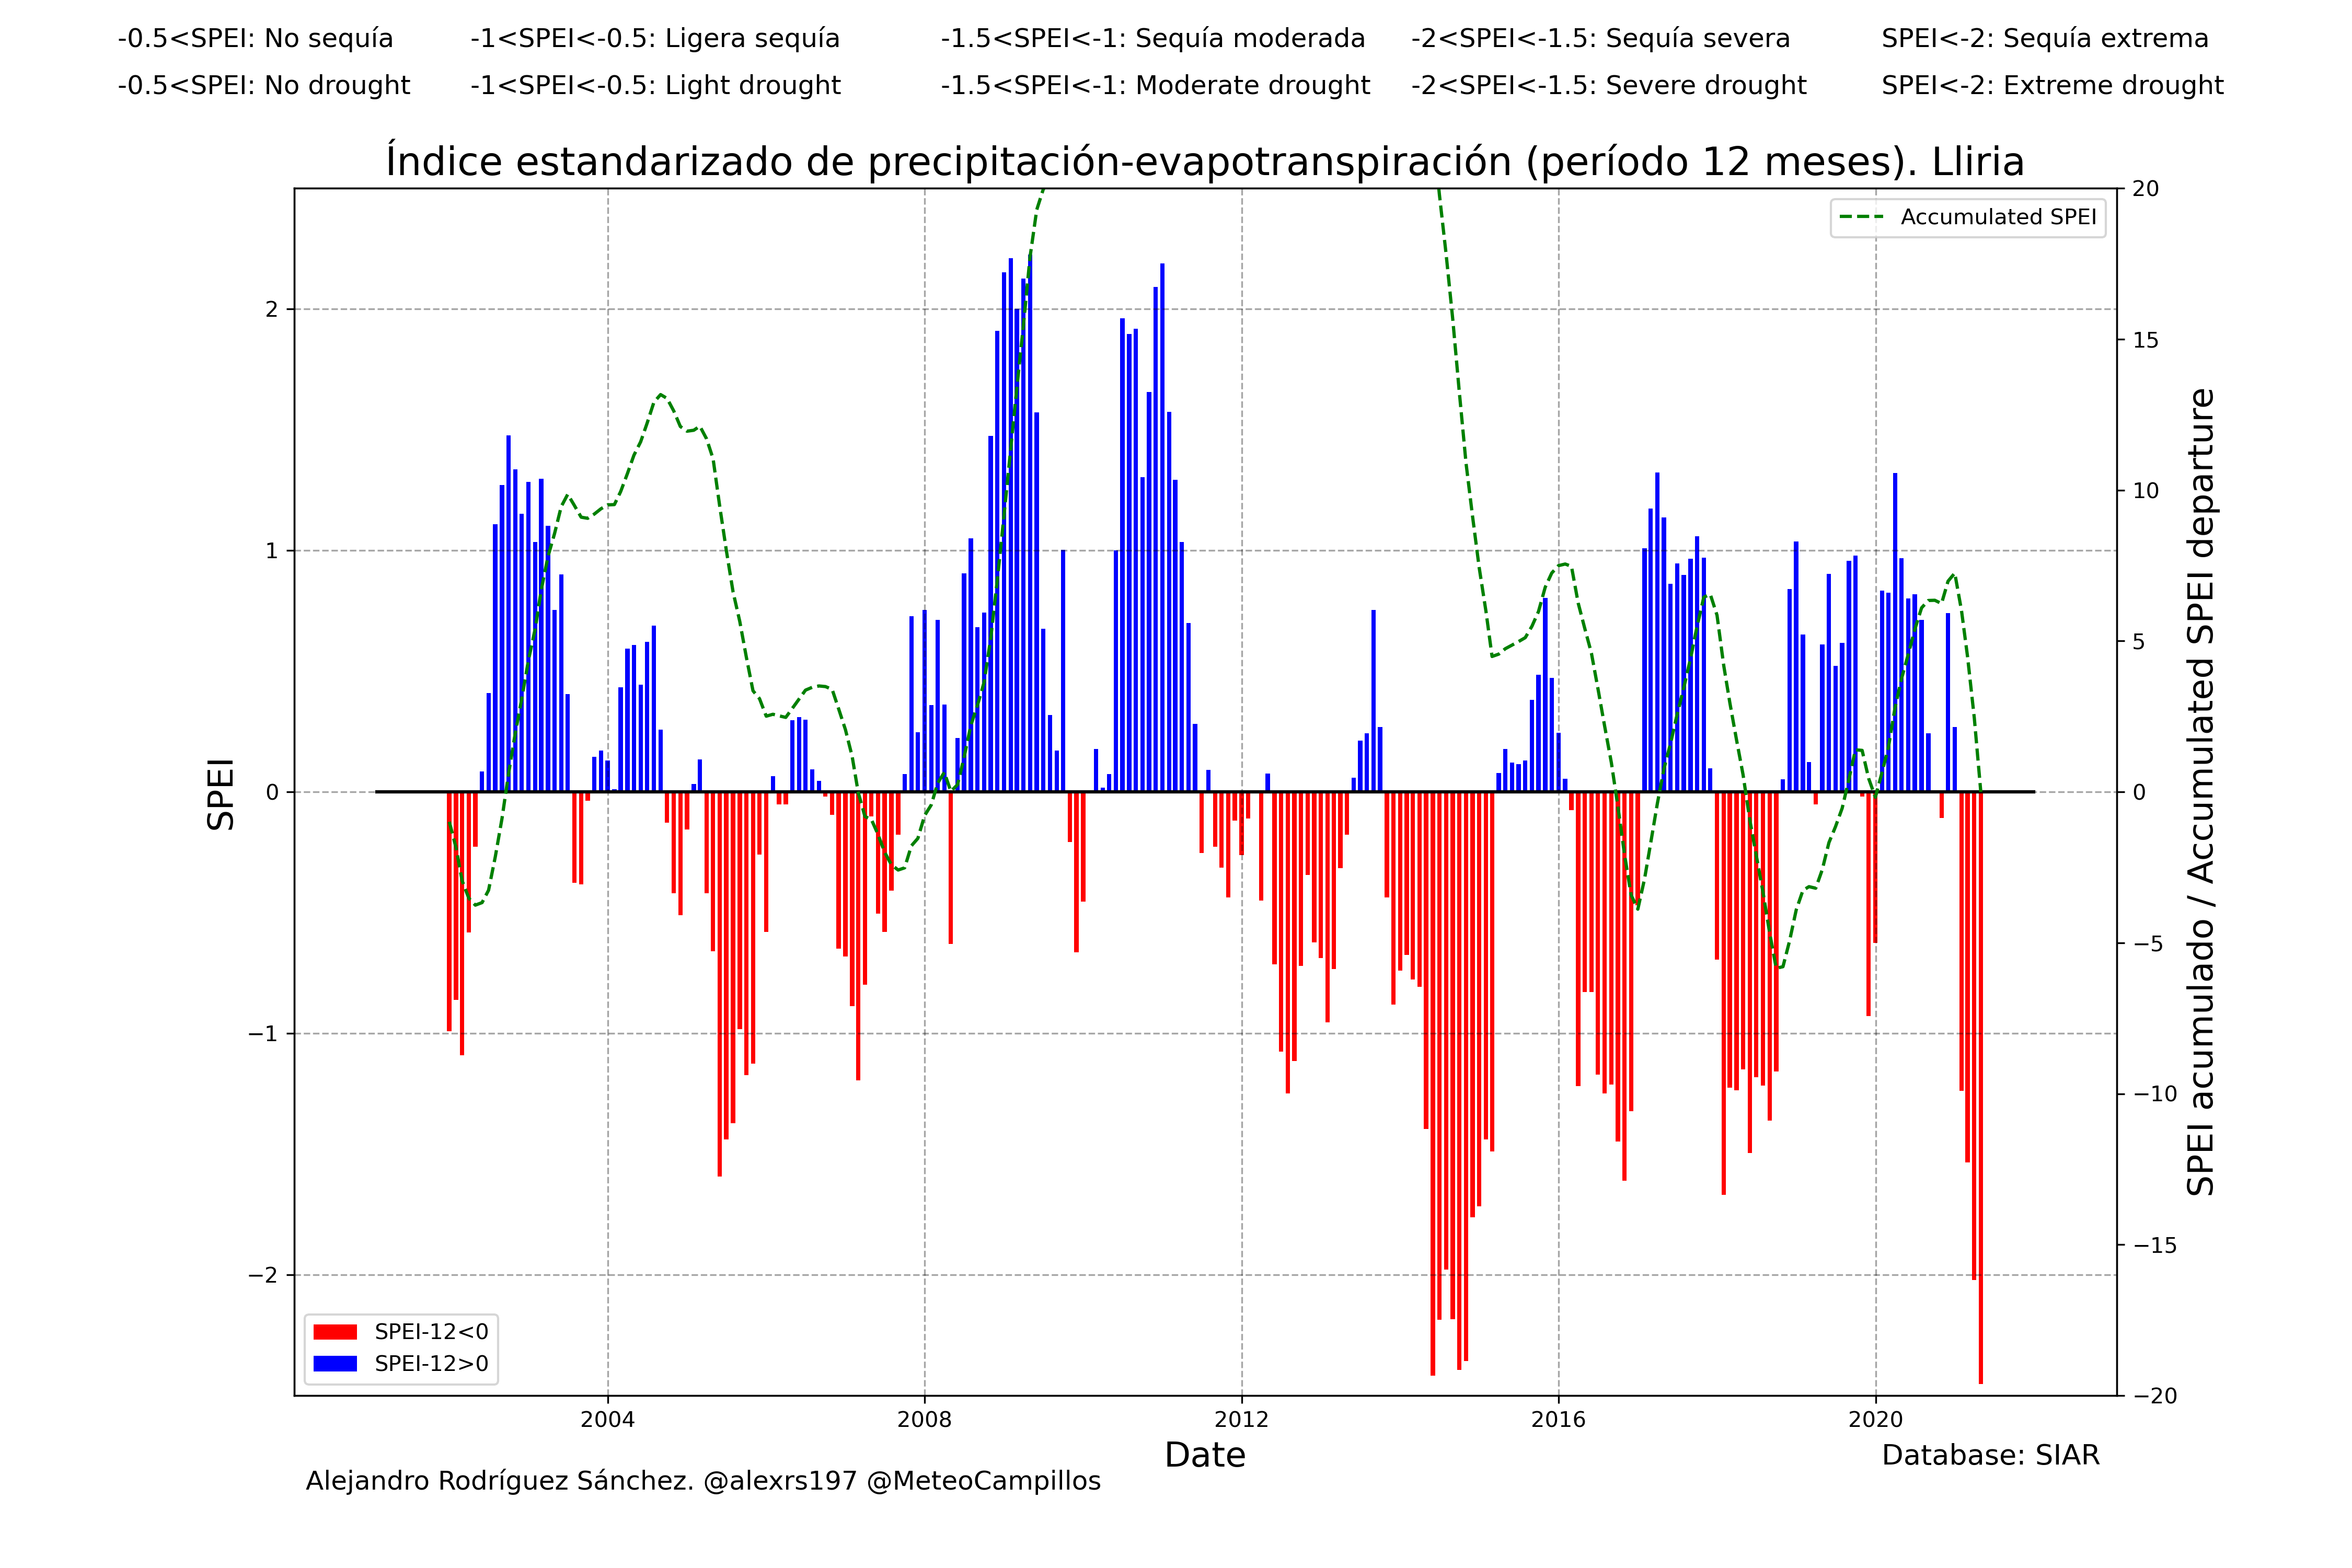 -0.5<SPEI: No sequía -1<SPEI<-0.5: Ligera sequía -1.5<SPEI<-1: Sequía moderada -2<SPEI<-1.5: Sequía severa SPEI<-2: Sequía extrema
-0.5<SPEI: No drought -1<SPEI<-0.5: Light drought -1.5<SPEI<-1: Moderate drought -2<SPEI<-1.5: Severe drought SPEI<-2: Extreme drought
Índice estandarizado de precipitación-evapotranspiración (período 12 meses). Lliria
Accumulated SPEI
SPEI
2
1
0
−1
−2
20
15
10
5
0
−5
−10
−15
−20
SPEI acumulado / Accumulated SPEI departure
SPEI-12<0
SPEI-12>0
2004 2008 2012 2016 2020
Date
Database: SIAR
Alejandro Rodríguez Sánchez. @alexrs197 @MeteoCampillos